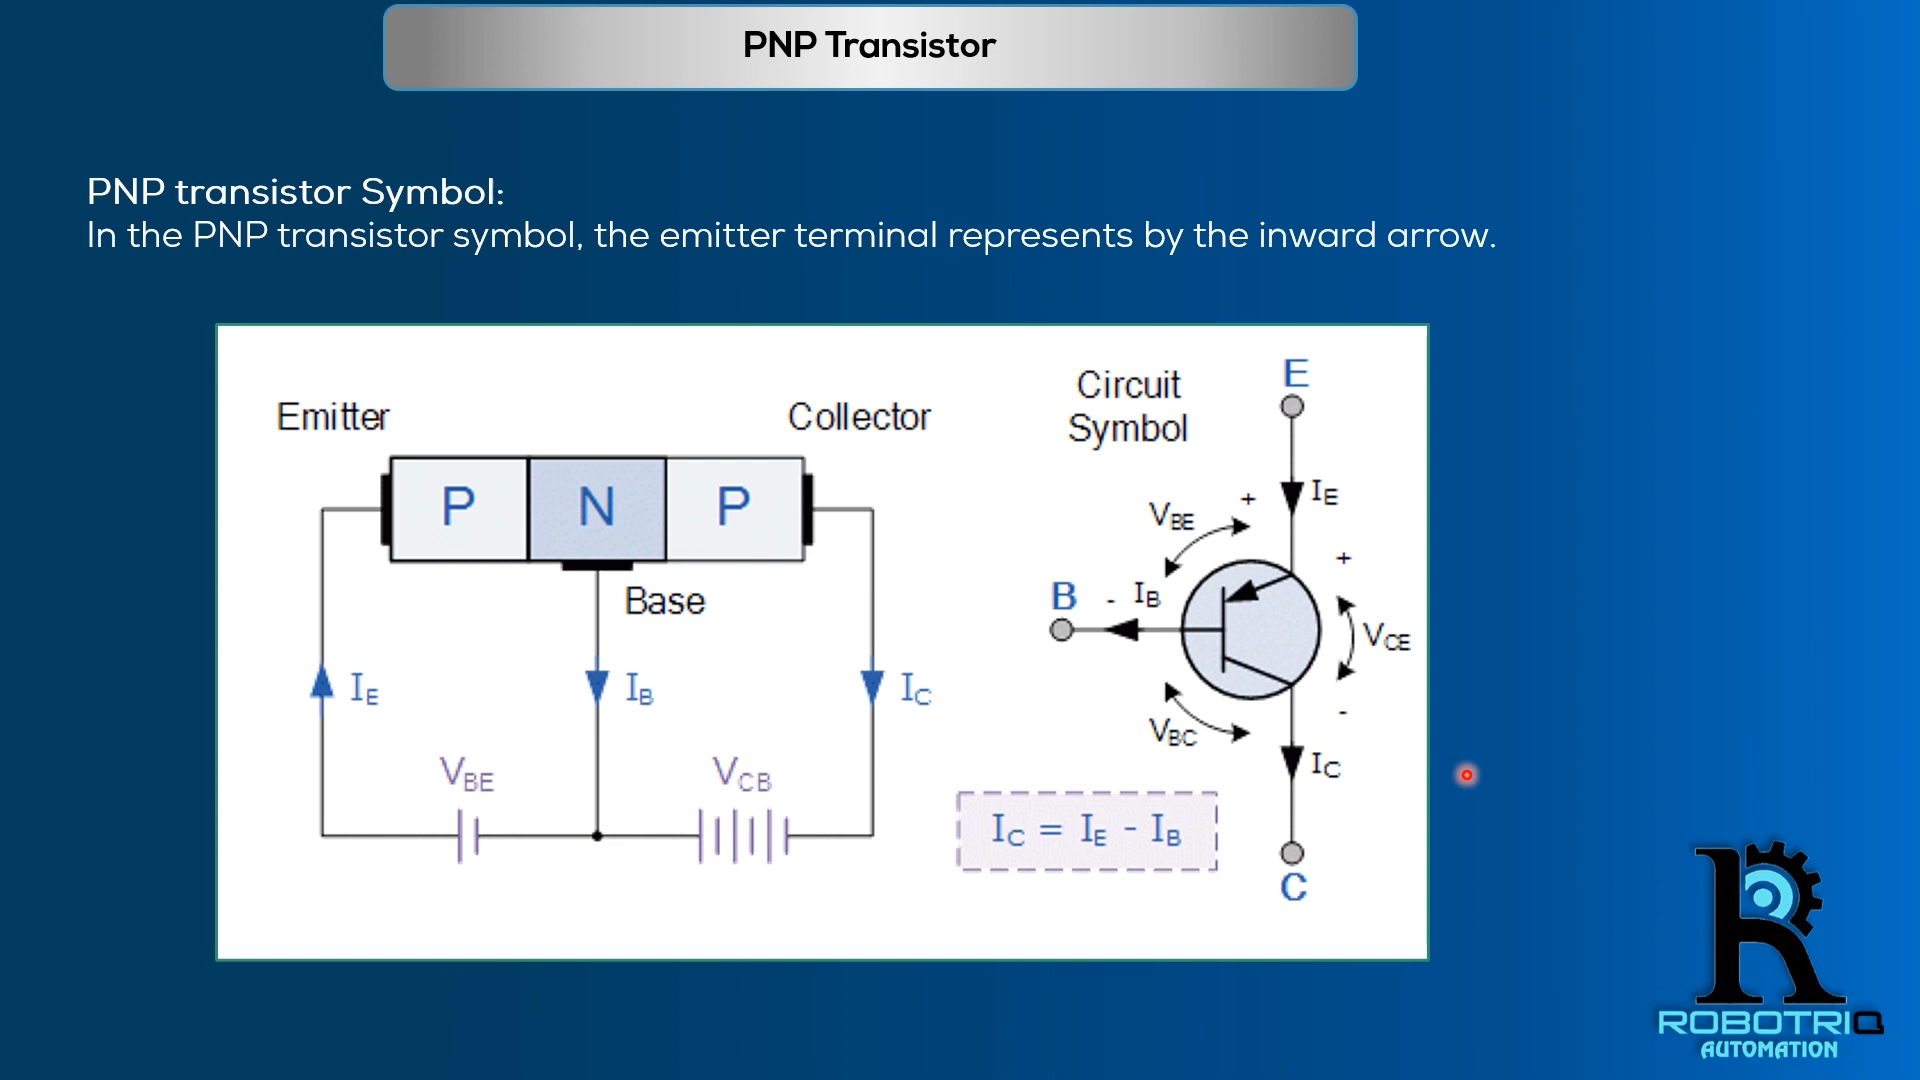 PNP Transistor
PNP transistor Symbol:
In the PNP transistor symbol, the emitter terminal represents by the inward arrow.
Emitter
Collector
P N P
Base
IE
IB
IC
VBE
VCB
Circuit
Symbol
E
IE
VBE
+
+
B
-
IB
VCE
-
VBC
IC
IC = IE - IB
C
ROBOTRIQ
AUTOMATION